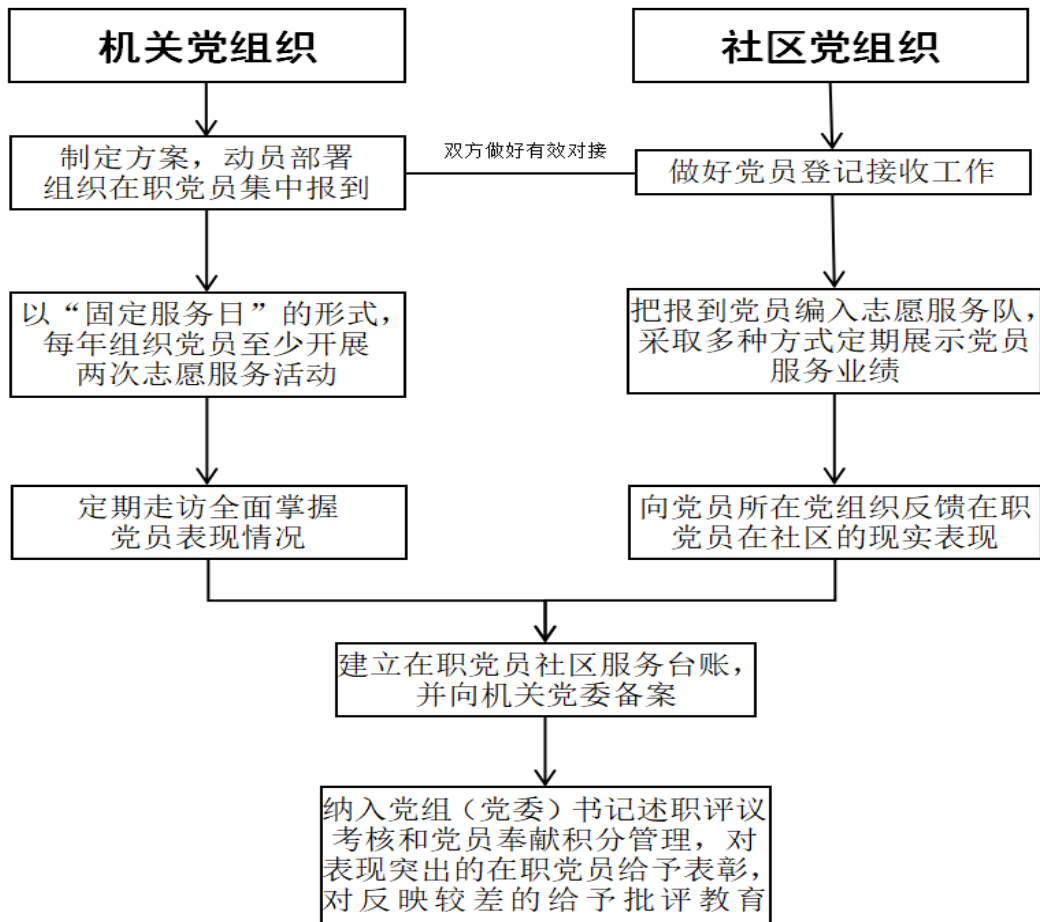 机关党组织
社区党组织
制定方案，动员部署
组织在职党员集中报到
双方做好有效对接
做好党员登记接收工作
以“固定服务日”的形式，
每年组织党员至少开展
两次志愿服务活动
把报到党员编入志愿服务队，
采取多种方式定期展示党员
服务业绩
定期走访全面掌握
党员表现情况
向党员所在党组织反馈在职
党员在社区的现实表现
建立在职党员社区服务台账，
并向机关党委备案
纳入党组（党委）书记述职评议
考核和党员奉献积分管理，对
表现突出的在职党员给予表彰，
对反映较差的给予批评教育